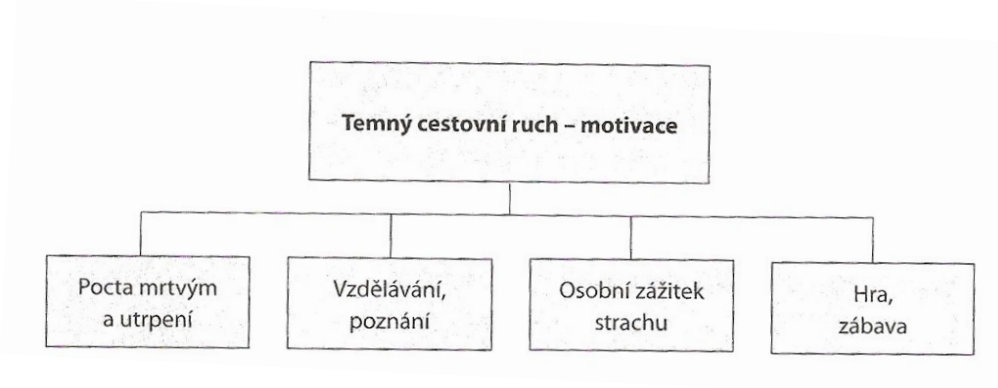 Temný cestovní ruch – motivace
Pocta mrtvým
a utrpení
Vzdělávání,
poznání
Osobní zážitek
strachu
Hra,
zábava